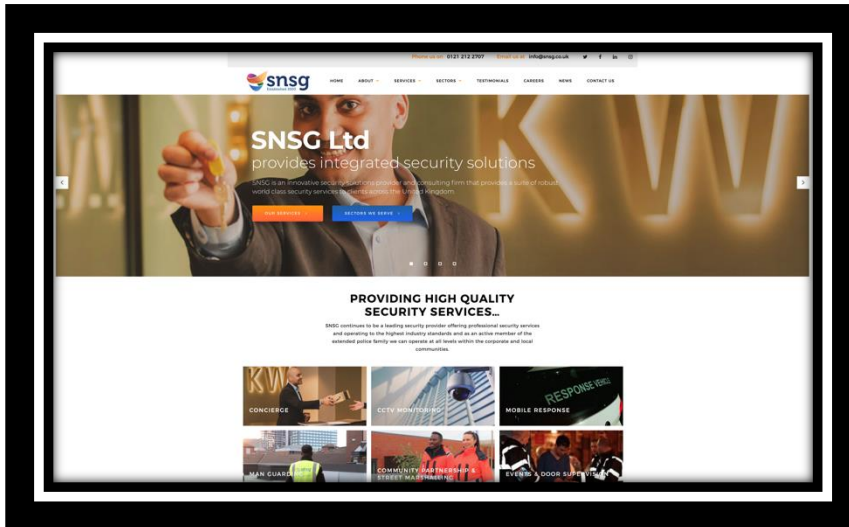 Phone us on 0121 212 2707 Email us at info@snsg.co.uk
snsg
HOME ABOUT SERVICES SECTORS TESTIMONIALS CAREERS NEWS CONTACT US
KW
SNSG Ltd
provides integrated security solutions
SNSG is an innovative security solutions provider and consulting firm that provides a suite of robust
world class security services to clients across the United Kingdom
OUR SERVICES SECTORS WE SERVE
PROVIDING HIGH QUALITY
SECURITY SERVICES...
SNSG continues to be a leading security provider offering professional security services
and operating to the highest industry standards and as an active member of the
extended police family we can operate at all levels within the corporate and local
communities.
KW
RESPONSE VEHICLE
CONCIERGE CCTV MONITORING MOBILE RESPONSE
COMMUNITY PARTNERSHIP &
MAN GUARDING STREET MARSHALLING EVENTS & DOOR SUPERVISION